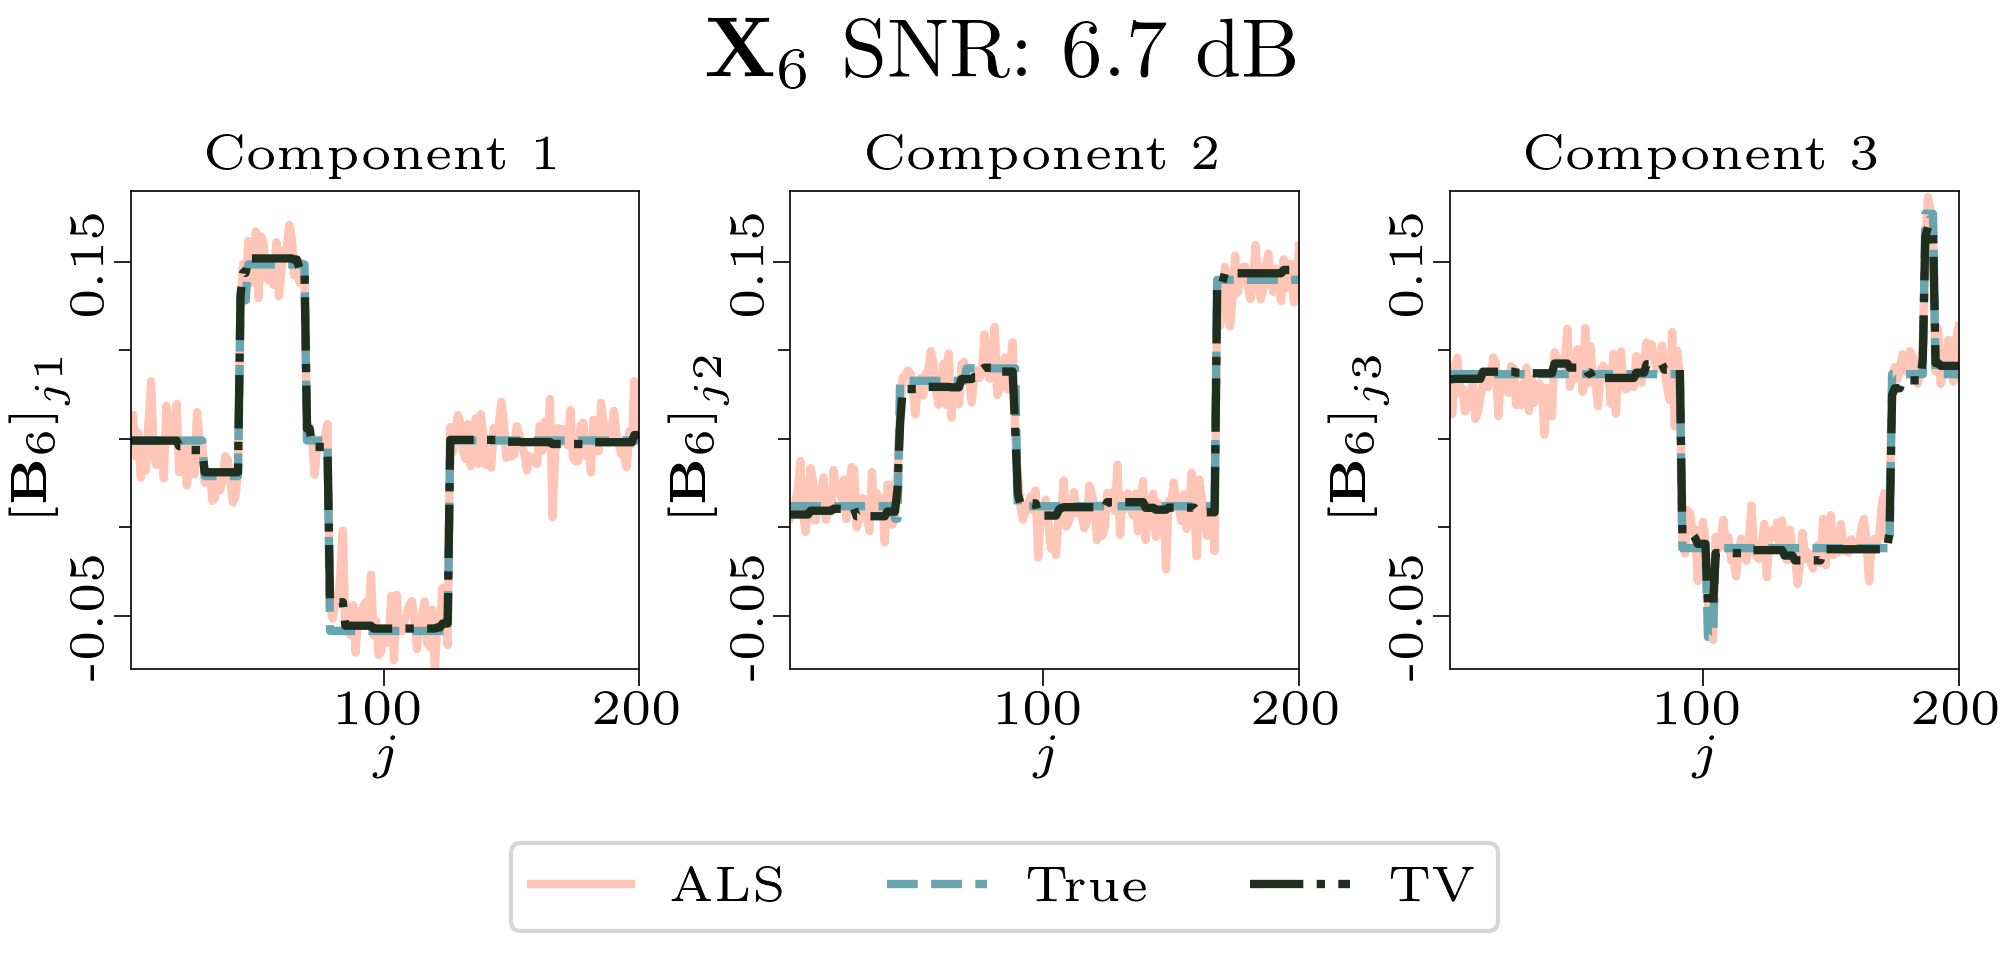 X₆ SNR: 6.7 dB
Component 1
Component 2
Component 3
[B₆]ⱼ₁
0.15
-0.05
100
200
j
[B₆]ⱼ₂
0.15
-0.05
100
200
j
[B₆]ⱼ₃
0.15
-0.05
100
200
j
ALS True TV